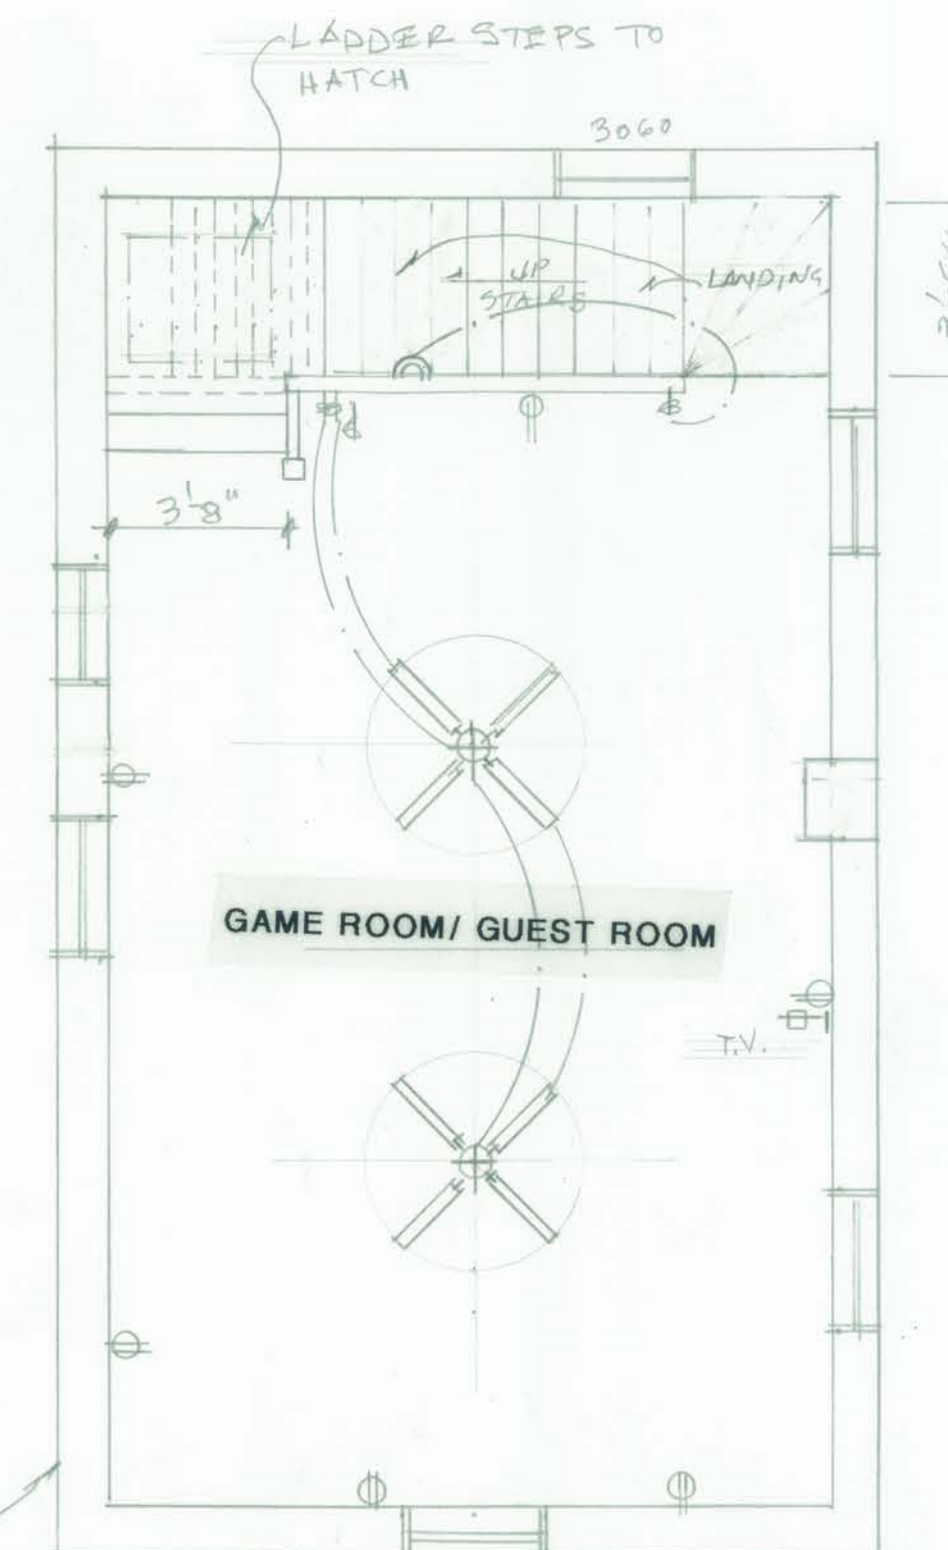 LADDER STEPS TO
HATCH
3060
UP
STAIRS
LANDING
3'-8"
GAME ROOM/ GUEST ROOM
T.V.